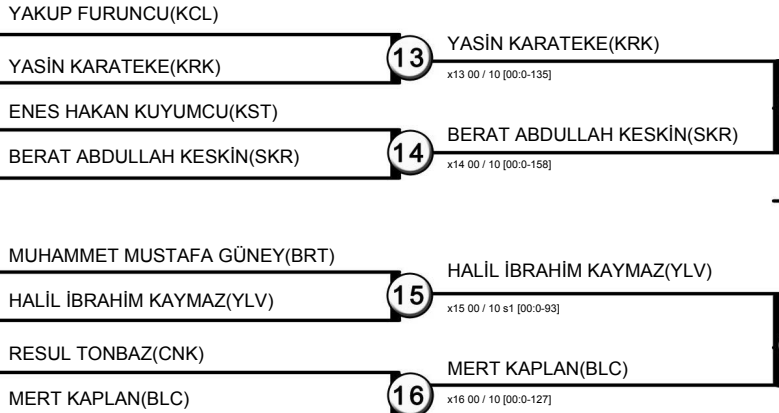 YAKUP FURUNCU(KCL)
YASİN KARATEKE(KRK)
13
YASİN KARATEKE(KRK)
x13 00 / 10 [00:0-135]
ENES HAKAN KUYUMCU(KST)
BERAT ABDULLAH KESKİN(SKR)
14
BERAT ABDULLAH KESKİN(SKR)
x14 00 / 10 [00:0-158]
MUHAMMET MUSTAFA GÜNEY(BRT)
HALİL İBRAHİM KAYMAZ(YLV)
15
HALİL İBRAHİM KAYMAZ(YLV)
x15 00 / 10 s1 [00:0-93]
RESUL TONBAZ(CNK)
MERT KAPLAN(BLC)
16
MERT KAPLAN(BLC)
x16 00 / 10 [00:0-127]